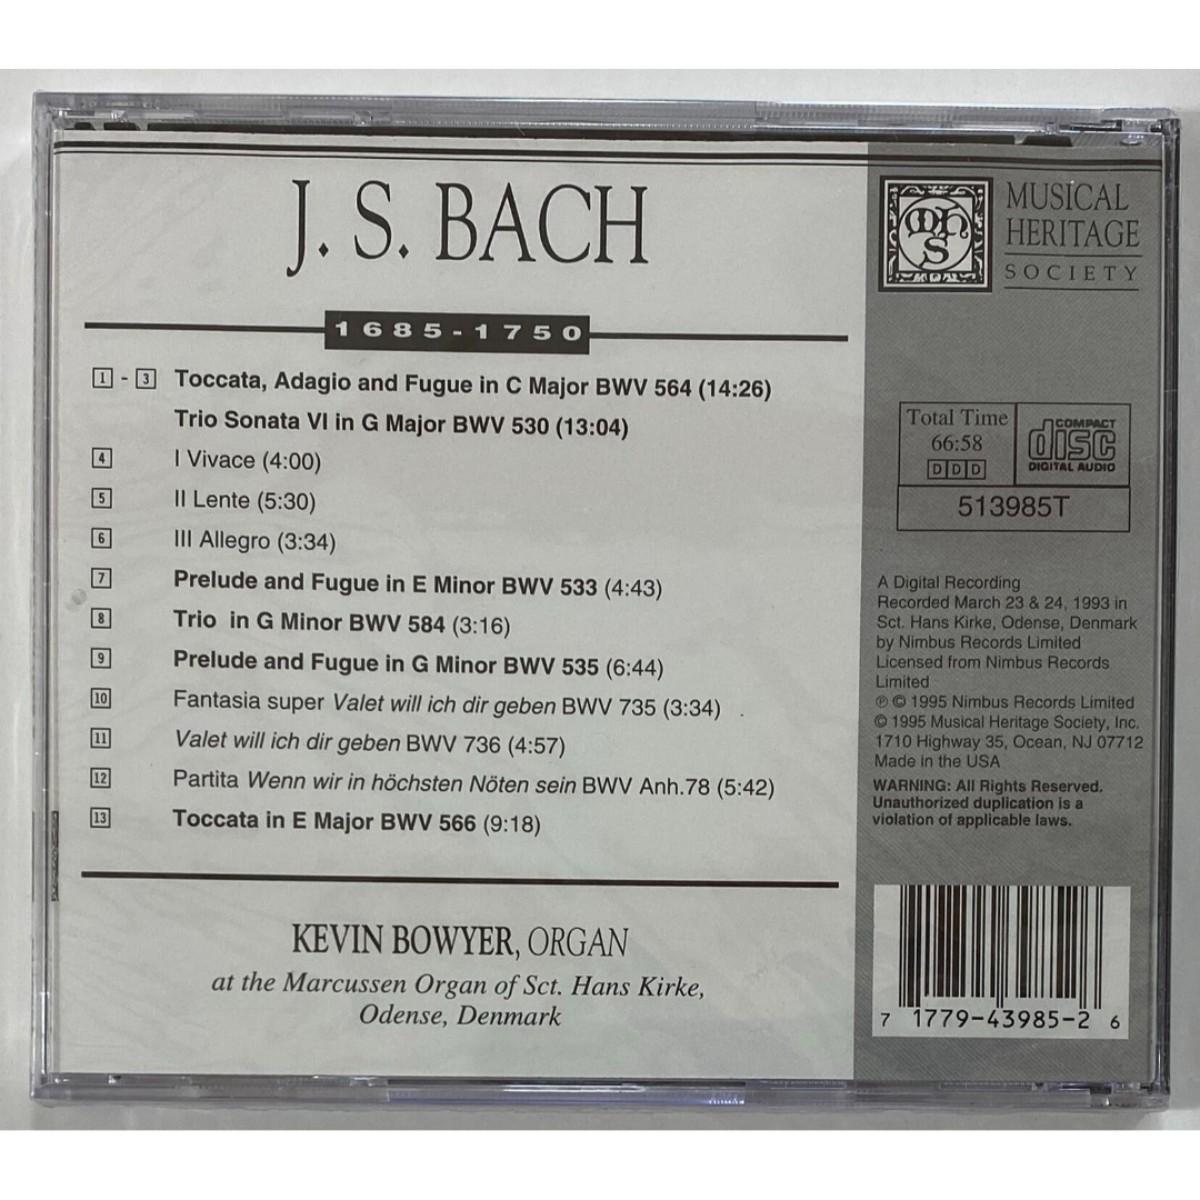 J. S. BACH
1685-1750
1 - 3 Toccata, Adagio and Fugue in C Major BWV 564 (14:26)
Trio Sonata VI in G Major BWV 530 (13:04)
4 I Vivace (4:00)
5 II Lente (5:30)
6 III Allegro (3:34)
7 Prelude and Fugue in E Minor BWV 533 (4:43)
8 Trio in G Minor BWV 584 (3:16)
9 Prelude and Fugue in G Minor BWV 535 (6:44)
10 Fantasia super Valet will ich dir geben BWV 735 (3:34)
11 Valet will ich dir geben BWV 736 (4:57)
12 Partita Wenn wir in höchsten Nöten sein BWV Anh.78 (5:42)
13 Toccata in E Major BWV 566 (9:18)
KEVIN BOWYER, ORGAN
at the Marcussen Organ of Sct. Hans Kirke,
Odense, Denmark
mhs
MUSICAL
HERITAGE
SOCIETY
Total Time
66:58
DDD
COMPACT
disc
DIGITAL AUDIO
513985T
A Digital Recording
Recorded March 23 & 24, 1993 in
Sct. Hans Kirke, Odense, Denmark
by Nimbus Records Limited
Licensed from Nimbus Records
Limited
℗ © 1995 Nimbus Records Limited
© 1995 Musical Heritage Society, Inc.
1710 Highway 35, Ocean, NJ 07712
Made in the USA
WARNING: All Rights Reserved.
Unauthorized duplication is a
violation of applicable laws.
7 1779-43985-2 6